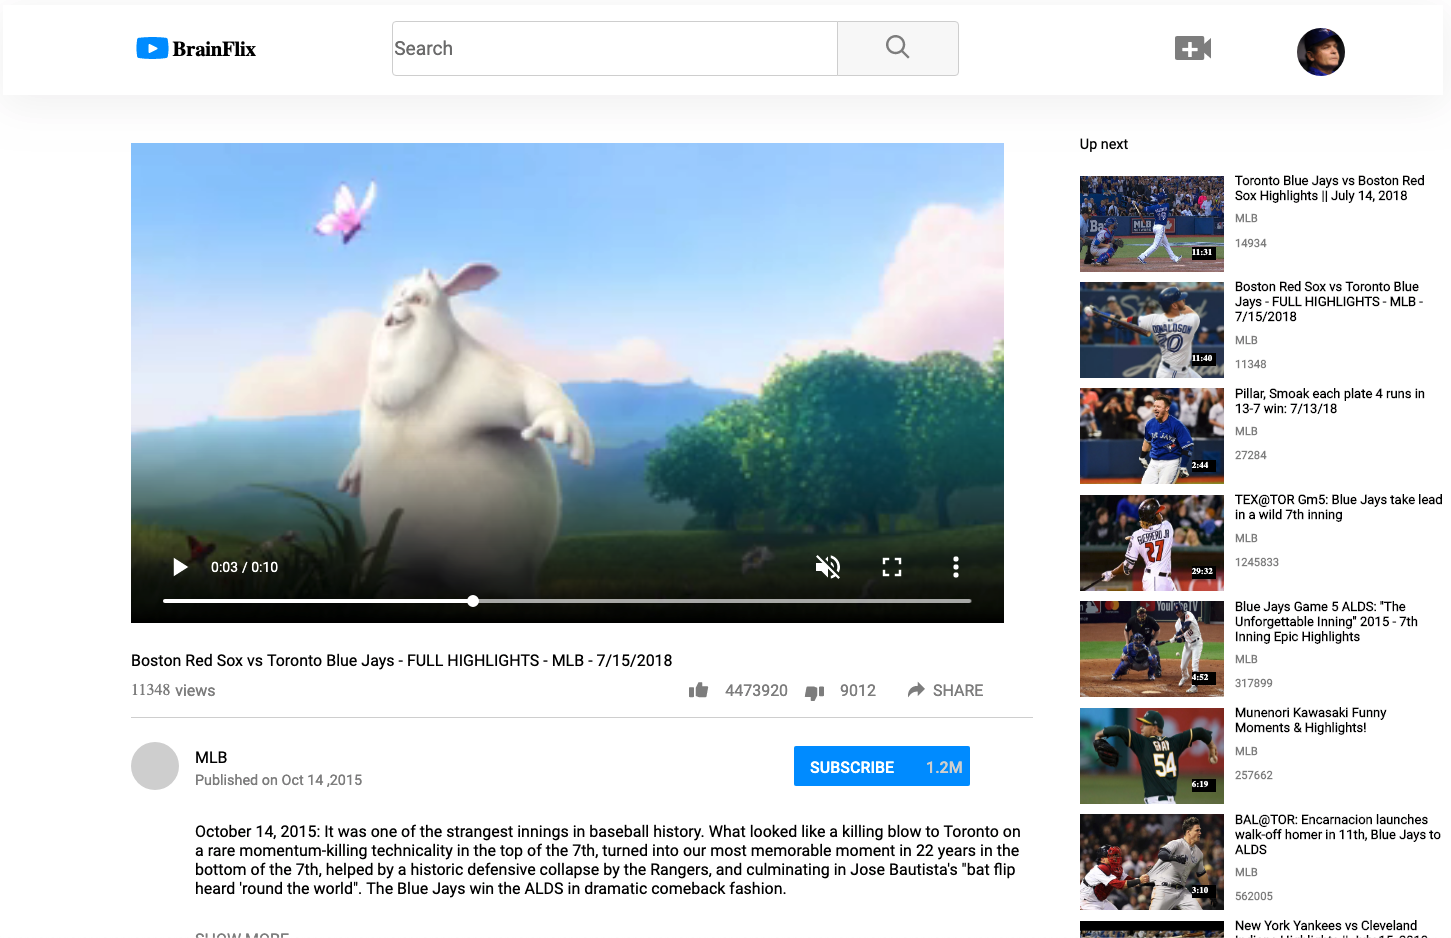 BrainFlix
Search
Up next
0:03 / 0:10
Boston Red Sox vs Toronto Blue Jays - FULL HIGHLIGHTS - MLB - 7/15/2018
11348 views
4473920
9012
SHARE
MLB
Published on Oct 14 ,2015
SUBSCRIBE 1.2M
October 14, 2015: It was one of the strangest innings in baseball history. What looked like a killing blow to Toronto on
a rare momentum-killing technicality in the top of the 7th, turned into our most memorable moment in 22 years in the
bottom of the 7th, helped by a historic defensive collapse by the Rangers, and culminating in Jose Bautista's "bat flip
heard 'round the world". The Blue Jays win the ALDS in dramatic comeback fashion.
SHOW MORE
MLB
11:31
Toronto Blue Jays vs Boston Red
Sox Highlights || July 14, 2018
MLB
14934
DONALDSON
20
11:40
Boston Red Sox vs Toronto Blue
Jays - FULL HIGHLIGHTS - MLB -
7/15/2018
MLB
11348
2:44
Pillar, Smoak each plate 4 runs in
13-7 win: 7/13/18
MLB
27284
GUERRERO JR
27
29:32
TEX@TOR Gm5: Blue Jays take lead
in a wild 7th inning
MLB
1245833
YouTubeTV
4:52
Blue Jays Game 5 ALDS: "The
Unforgettable Inning" 2015 - 7th
Inning Epic Highlights
MLB
317899
GRAY
54
6:19
Munenori Kawasaki Funny
Moments & Highlights!
MLB
257662
3:10
BAL@TOR: Encarnacion launches
walk-off homer in 11th, Blue Jays to
ALDS
MLB
562005
New York Yankees vs Cleveland